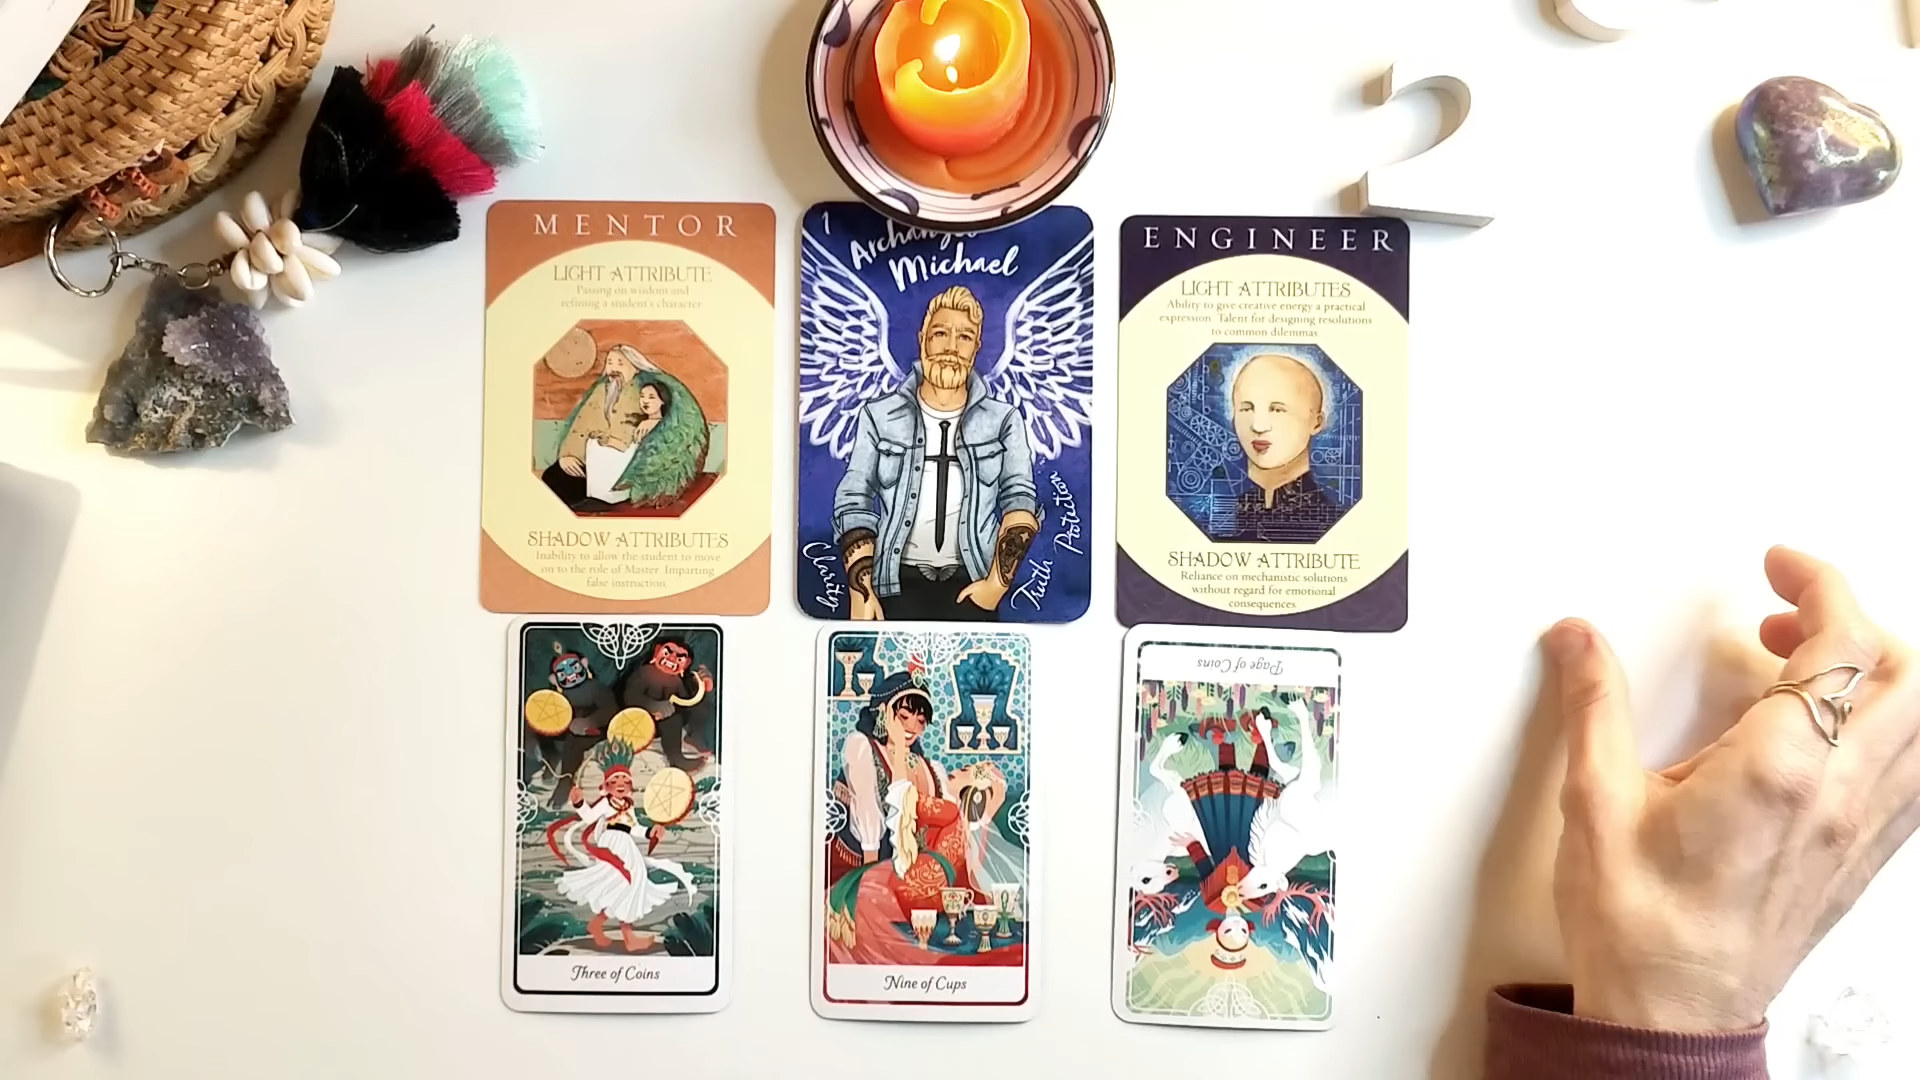 MENTOR
LIGHT ATTRIBUTE
Passing on wisdom and
refining a student's character
SHADOW ATTRIBUTES
Inability to allow the student to move
on to the role of Master Imparting
false instruction
1
Michael
Clarity
Truth Protection
ENGINEER
LIGHT ATTRIBUTES
Ability to give creative energy a practical
expression Talent for designing resolutions
to common dilemmas
SHADOW ATTRIBUTE
Reliance on mechanistic solutions
without regard for emotional
consequences
2
Three of Coins
Nine of Cups
Page of Coins